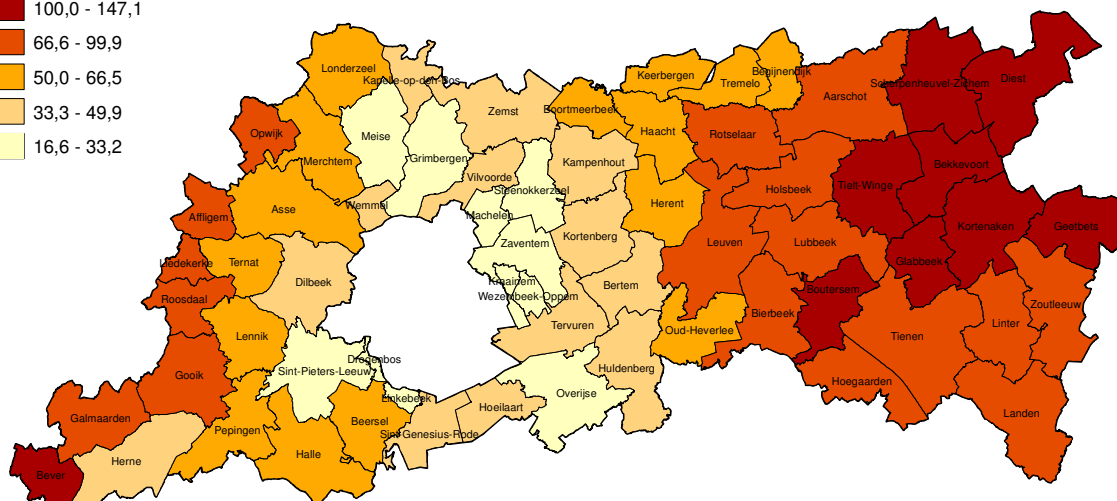 100,0 - 147,1
66,6 - 99,9
50,0 - 66,5
33,3 - 49,9
16,6 - 33,2
Londerzeel
Kapelle-op-den-Bos
Zemst
Boortmeerbeek
Keerbergen
Tremelo
Begijnendijk
Aarschot
Scherpenheuvel-Zichem
Diest
Opwijk
Meise
Merchtem
Grimbergen
Vilvoorde
Kampenhout
Haacht
Rotselaar
Steenokkerzeel
Holsbeek
Tielt-Winge
Bekkevoort
Affligem
Asse
Wemmel
Machelen
Zaventem
Kortenberg
Herent
Leuven
Lubbeek
Kortenaken
Geetbets
Glabbeek
Liedekerke
Ternat
Dilbeek
Roosdaal
Kraainem
Wezembeek-Oppem
Bertem
Boutersem
Bierbeek
Zoutleeuw
Linter
Tienen
Lennik
Tervuren
Oud-Heverlee
Drogenbos
Sint-Pieters-Leeuw
Gooik
Huldenberg
Hoegaarden
Overijse
Linkebeek
Hoeilaart
Galmaarden
Landen
Pepingen
Beersel
Sint-Genesius-Rode
Halle
Herne
Bever